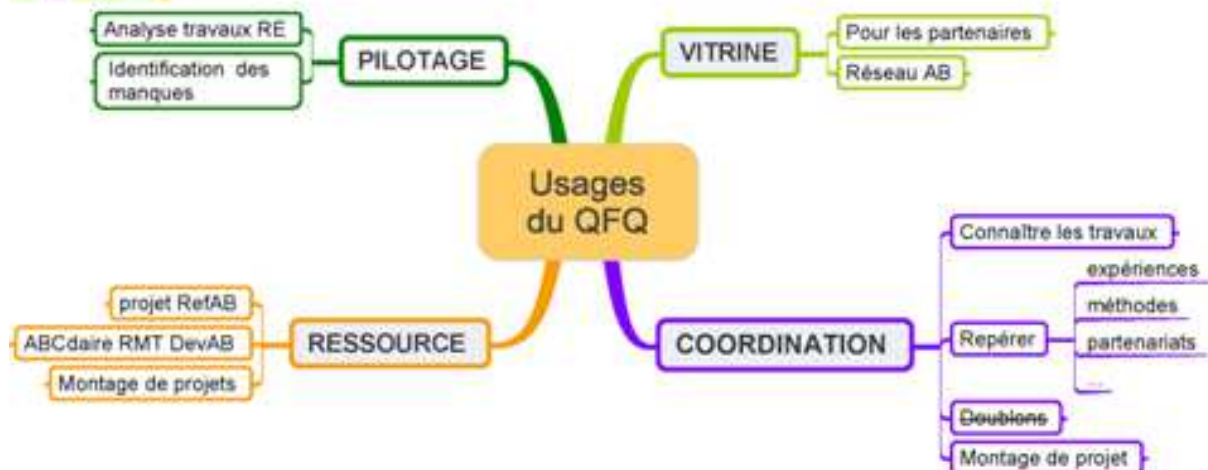 Analyse travaux RE
Identification des
manques
PILOTAGE
VITRINE
Pour les partenaires
Réseau AB
Usages
du QFQ
projet RefAB
ABCdaire RMT DevAB
Montage de projets
RESSOURCE
COORDINATION
Connaître les travaux
Repérer
expériences
méthodes
partenariats
...
Doublons
Montage de projet